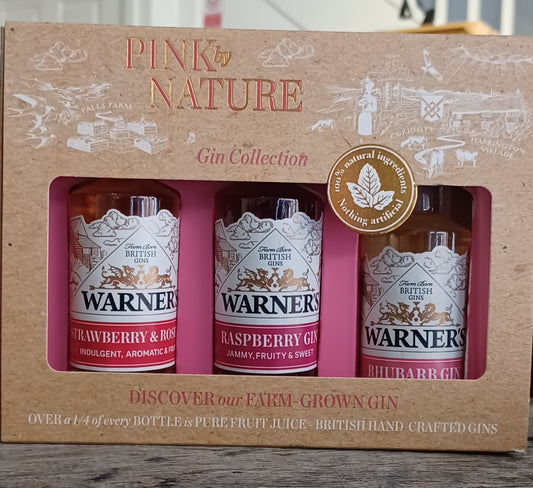 PINK by
NATURE
Gin Collection
FALLS FARM
CURIOSITY
HARRINGTON
VILLAGE
100% natural ingredients
Nothing artificial
Farm Born
BRITISH
GINS
WARNER'S
STRAWBERRY & ROSE
INDULGENT, AROMATIC & FR
Farm Born
BRITISH
GINS
WARNER'S
RASPBERRY GIN
JAMMY, FRUITY & SWEET
Farm Born
BRITISH
GINS
WARNER'S
RHUBARB GIN
DISCOVER our FARM-GROWN GIN
OVER a 1/4 of every BOTTLE is PURE FRUIT JUICE - BRITISH HAND-CRAFTED GINS